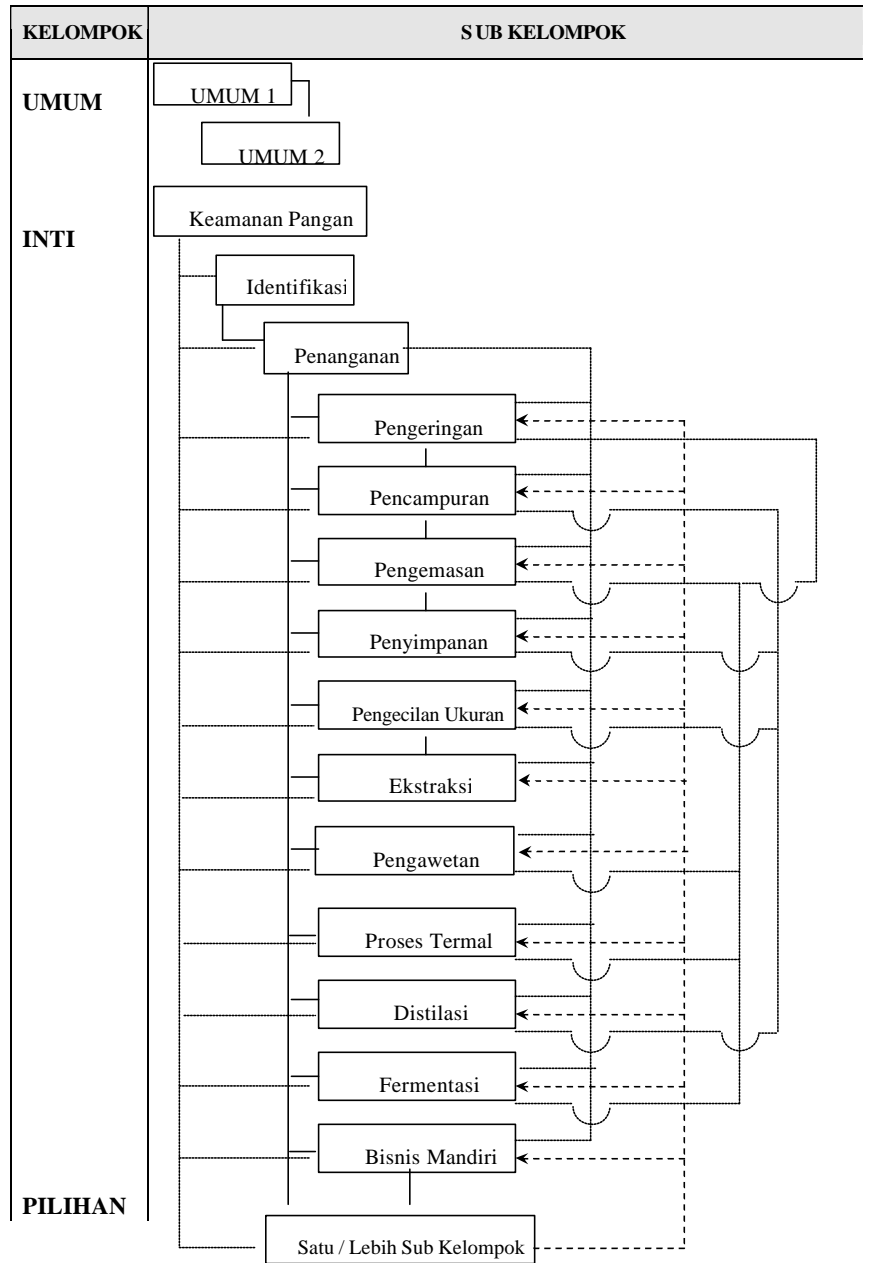 KELOMPOK SUB KELOMPOK
UMUM
UMUM 1
UMUM 2
INTI
Keamanan Pangan
Identifikasi
Penanganan
Pengeringan
Pencampuran
Pengemasan
Penyimpanan
Pengecilan Ukuran
Ekstraksi
Pengawetan
Proses Termal
Distilasi
Fermentasi
Bisnis Mandiri
PILIHAN
Satu / Lebih Sub Kelompok